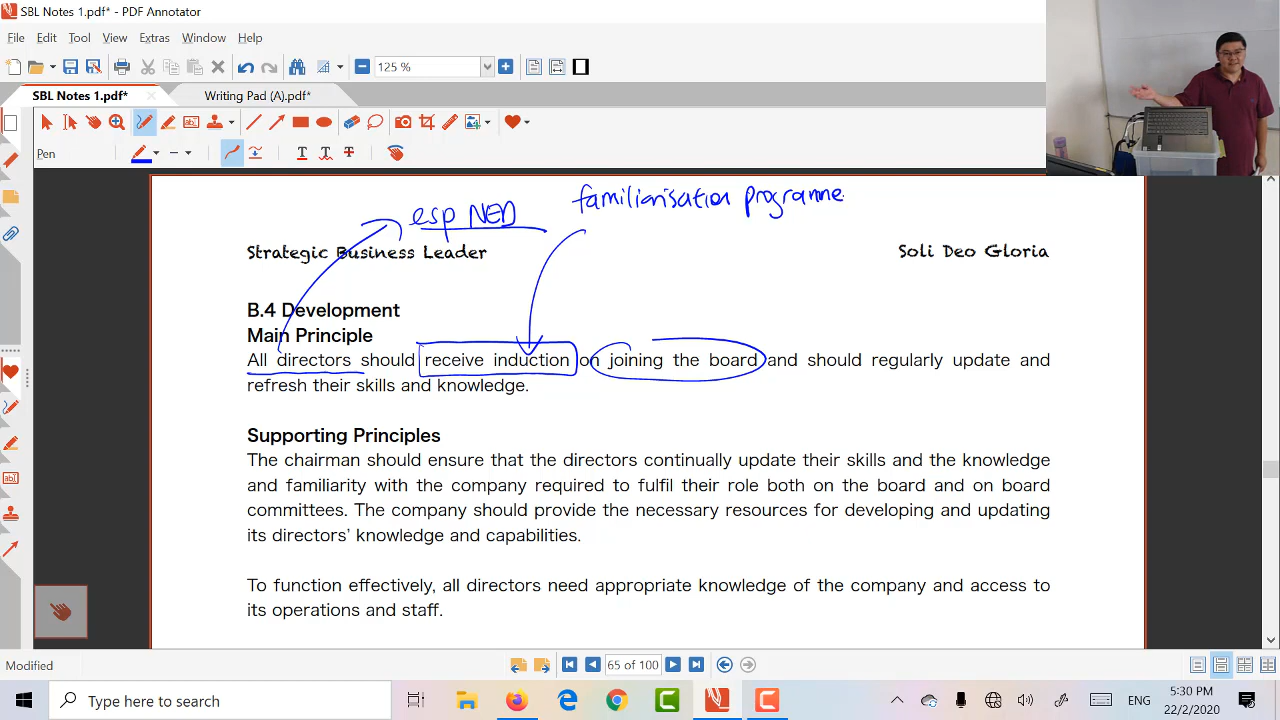 SBL Notes 1.pdf* - PDF Annotator
File Edit Tool View Extras Window Help
125 %
SBL Notes 1.pdf* Writing Pad (A).pdf*
Pen
familiarisation programme
esp NED
Strategic Business Leader Soli Deo Gloria
B.4 Development
Main Principle
All directors should receive induction on joining the board and should regularly update and
refresh their skills and knowledge.
Supporting Principles
The chairman should ensure that the directors continually update their skills and the knowledge
and familiarity with the company required to fulfil their role both on the board and on board
committees. The company should provide the necessary resources for developing and updating
its directors' knowledge and capabilities.
To function effectively, all directors need appropriate knowledge of the company and access to
its operations and staff.
Modified 65 of 100
Type here to search ENG 5:30 PM
22/2/2020